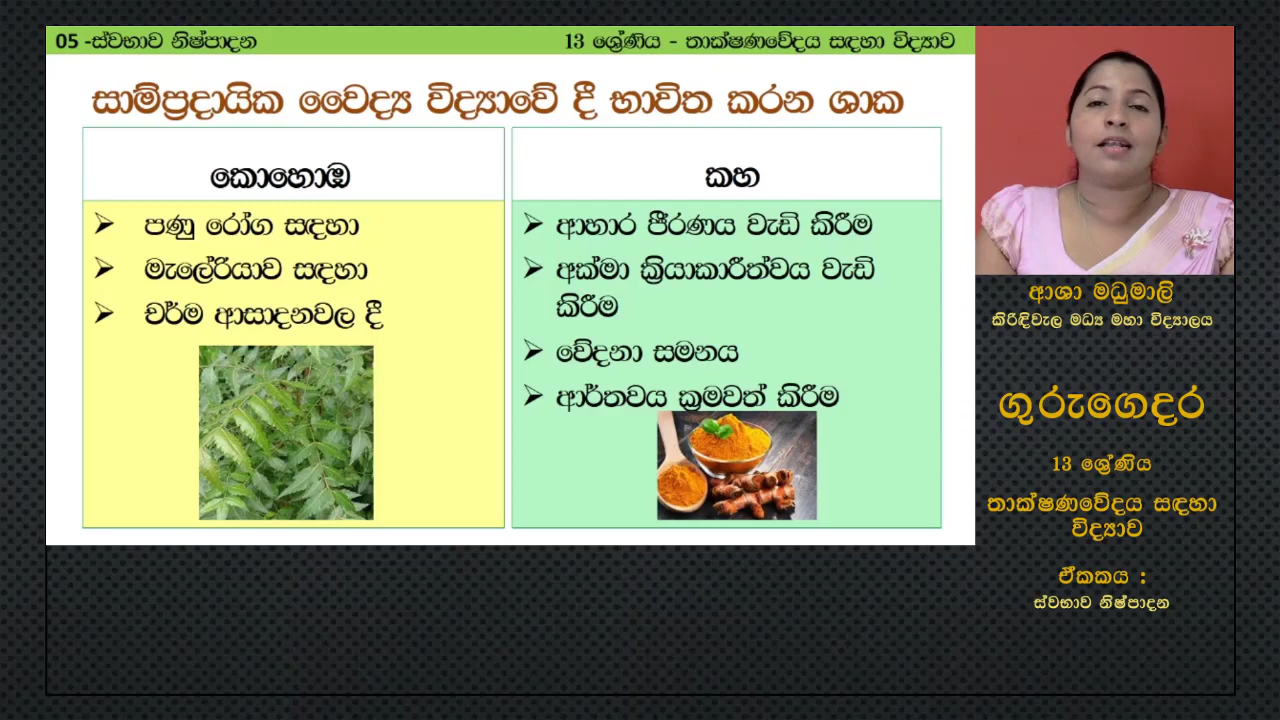 05 -ස්වභාව නිෂ්පාදන
13 ශ්‍රේණිය - තාක්ෂණවේදය සඳහා විද්‍යාව
සාම්ප්‍රදායික වෛද්‍ය විද්‍යාවේ දී භාවිත කරන ශාක
කොහොඹ
පණු රෝග සඳහා
මැලේරියාව සඳහා
චර්ම ආසාදනවල දී
කහ
ආහාර ජීරණය වැඩි කිරීම
අක්මා ක්‍රියාකාරීත්වය වැඩි
කිරීම
වේදනා සමනය
ආර්තවය ක්‍රමවත් කිරීම
ආශා මධුමාලි
කිරිඳිවැල මධ්‍ය මහා විද්‍යාලය
ගුරුගෙදර
13 ශ්‍රේණිය
තාක්ෂණවේදය සඳහා
විද්‍යාව
ඒකකය :
ස්වභාව නිෂ්පාදන